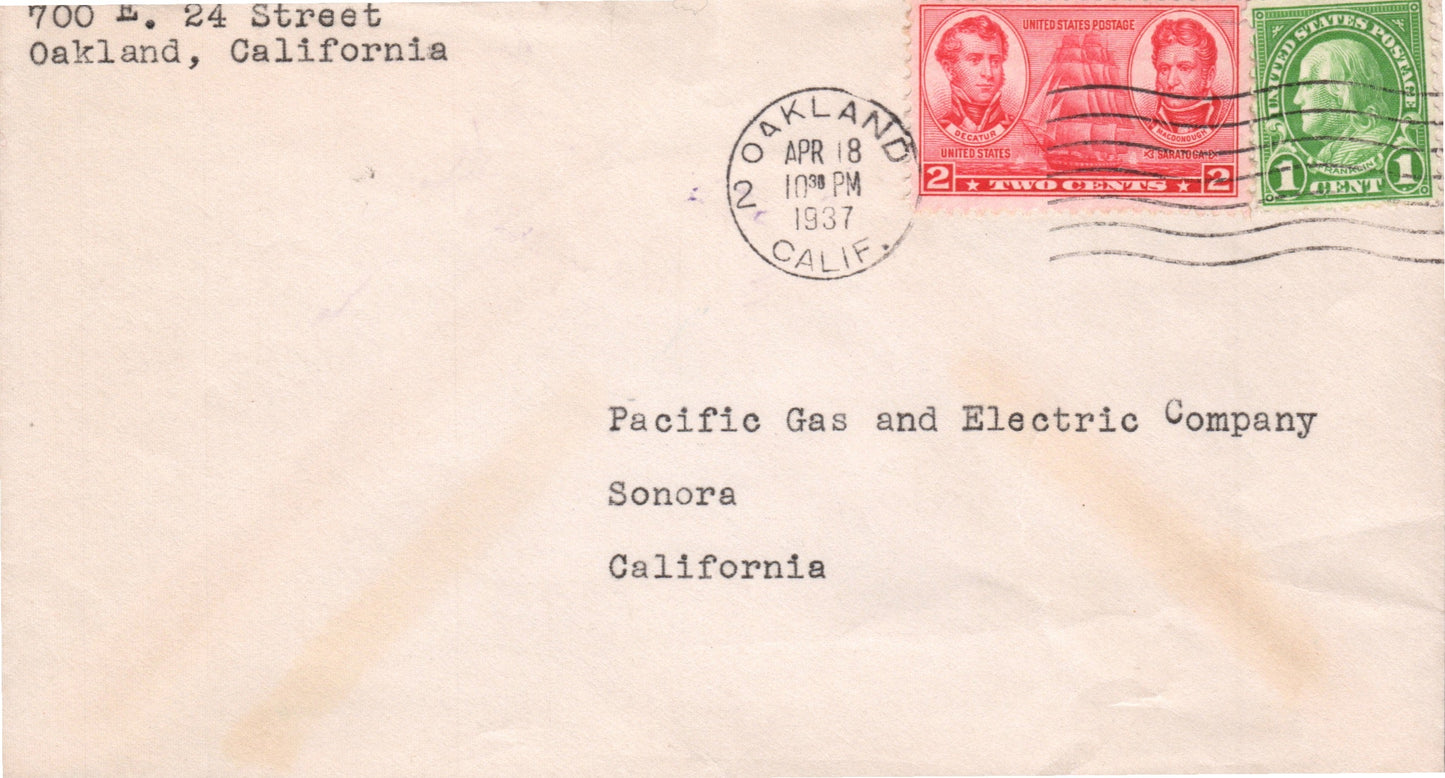 700 E. 24 Street
Oakland, California
OAKLAND
APR 18
10 30 PM
1937
2
CALIF.
UNITED STATES POSTAGE
DECATUR
MACDONOUGH
UNITED STATES
SARATOGA
2 ★ TWO CENTS ★ 2
UNITED STATES POSTAGE
FRANKLIN
1 CENT 1
Pacific Gas and Electric Company
Sonora
California